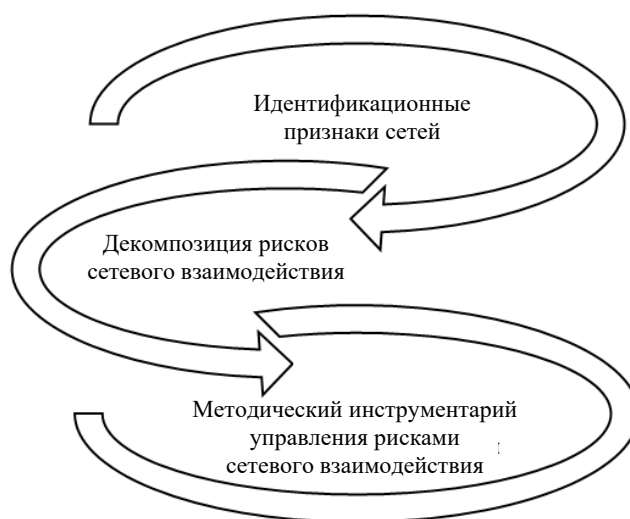 Идентификационные
признаки сетей
Декомпозиция рисков
сетевого взаимодействия
Методический инструментарий
управления рисками
сетевого взаимодействия